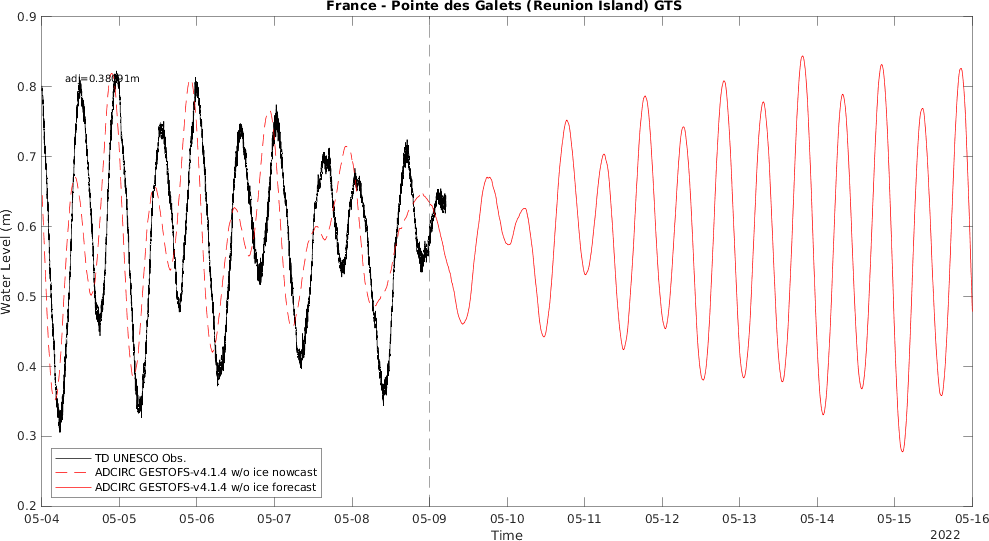 France - Pointe des Galets (Reunion Island) GTS
0.9
0.8
0.7
0.6
0.5
0.4
0.3
0.2
Water Level (m)
TD UNESCO Obs.
ADCIRC GESTOFS-v4.1.4 w/o ice nowcast
ADCIRC GESTOFS-v4.1.4 w/o ice forecast
05-04 05-05 05-06 05-07 05-08 05-09 05-10 05-11 05-12 05-13 05-14 05-15 05-16
Time
2022